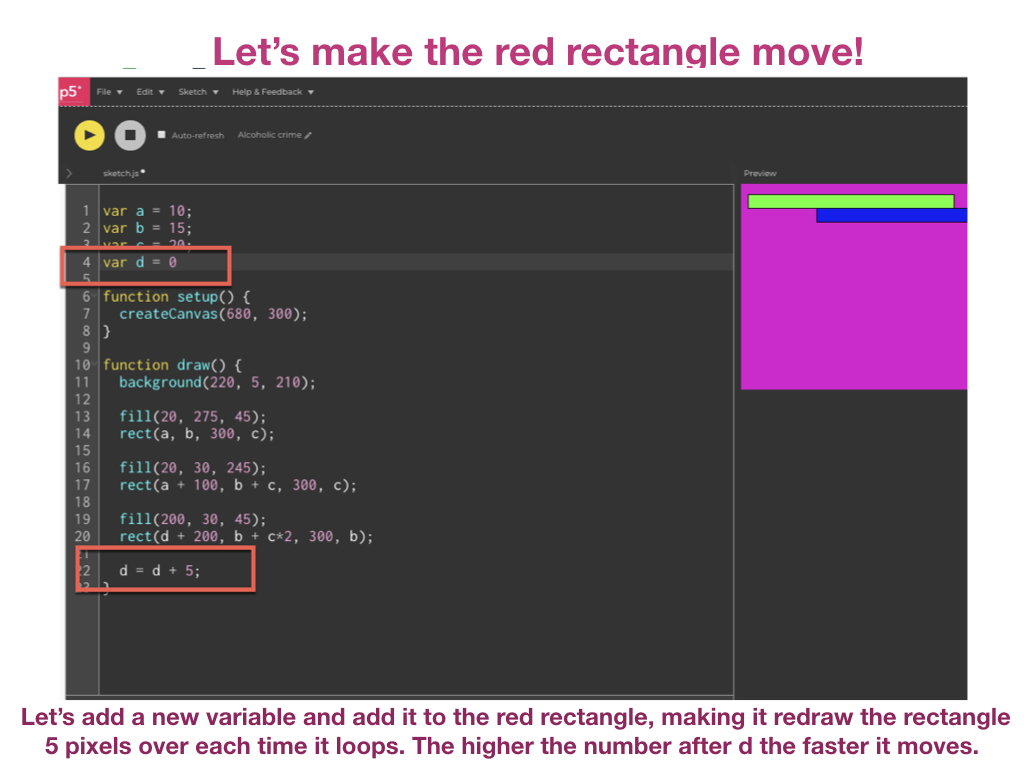 Let’s make the red rectangle move!
p5*
File ▼ Edit ▼ Sketch ▼ Help & Feedback ▼
Auto-refresh Alcoholic crime
sketch.js
Preview
1 var a = 10;
2 var b = 15;
3 var c = 20;
4 var d = 0
5
6 function setup() {
7 createCanvas(680, 300);
8 }
9
10 function draw() {
11 background(220, 5, 210);
12
13 fill(20, 275, 45);
14 rect(a, b, 300, c);
15
16 fill(20, 30, 245);
17 rect(a + 100, b + c, 300, c);
18
19 fill(200, 30, 45);
20 rect(d + 200, b + c*2, 300, b);
21
22 d = d + 5;
23 }
Let’s add a new variable and add it to the red rectangle, making it redraw the rectangle
5 pixels over each time it loops. The higher the number after d the faster it moves.